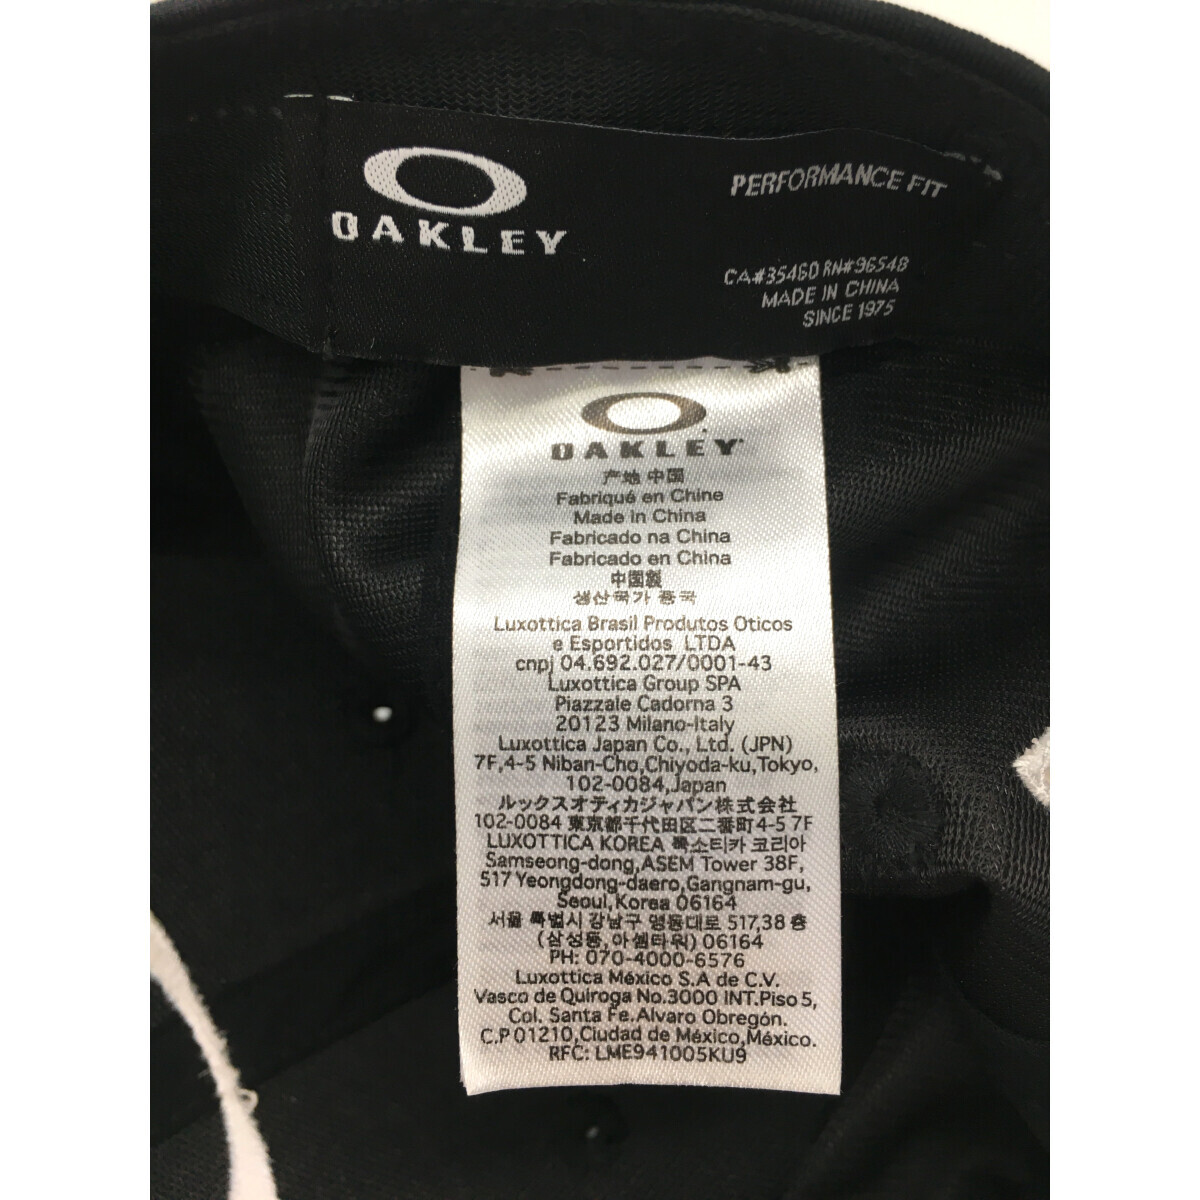 OAKLEY
PERFORMANCE FIT
CA#35460 RN#96548
MADE IN CHINA
SINCE 1975
OAKLEY
产地 中国
Fabriqué en Chine
Made in China
Fabricado na China
Fabricado en China
中国製
생산국가 중국
Luxottica Brasil Produtos Oticos
e Esportidos LTDA
cnpj 04.692.027/0001-43
Luxottica Group SPA
Piazzale Cadorna 3
20123 Milano-Italy
Luxottica Japan Co., Ltd. (JPN)
7F,4-5 Niban-Cho,Chiyoda-ku,Tokyo,
102-0084,Japan
ルックスオティカジャパン株式会社
102-0084 東京都千代田区二番町4-5 7F
LUXOTTICA KOREA 룩소티카 코리아
Samseong-dong,ASEM Tower 38F,
517 Yeongdong-daero,Gangnam-gu,
Seoul,Korea 06164
서울 특별시 강남구 영동대로 517,38 층
(삼성동,아셈타워) 06164
PH: 070-4000-6576
Luxottica México S.A de C.V.
Vasco de Quiroga No.3000 INT.Piso 5,
Col. Santa Fe.Alvaro Obregón.
C.P 01210,Ciudad de México,México.
RFC: LME941005KU9